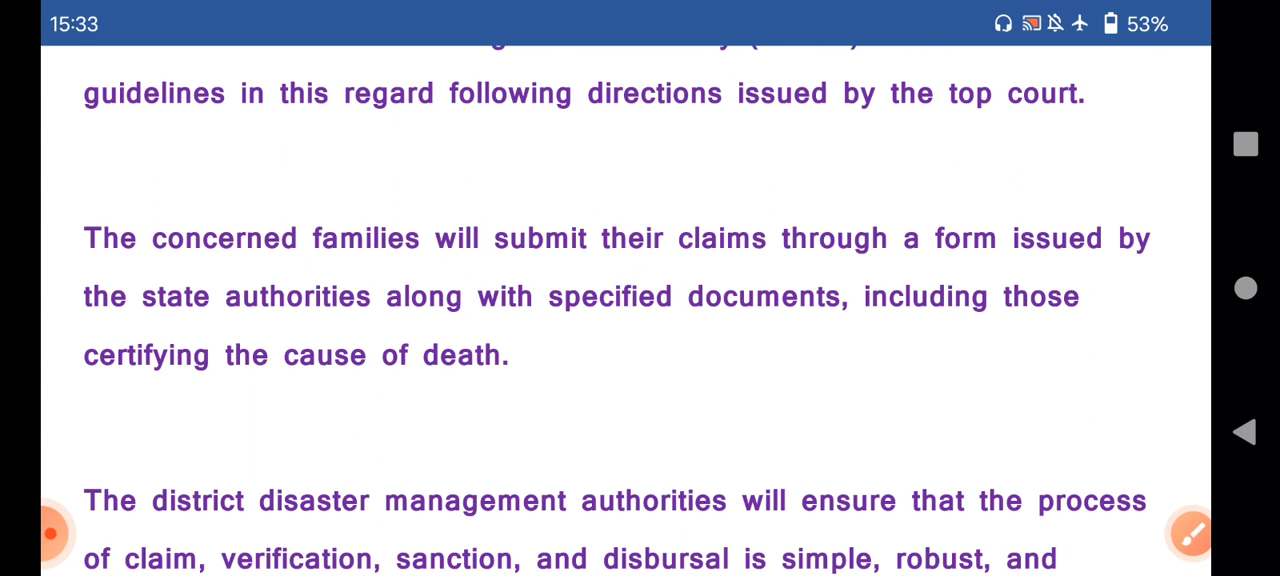 15:33
53%
guidelines in this regard following directions issued by the top court.
The concerned families will submit their claims through a form issued by
the state authorities along with specified documents, including those
certifying the cause of death.
The district disaster management authorities will ensure that the process
of claim, verification, sanction, and disbursal is simple, robust, and